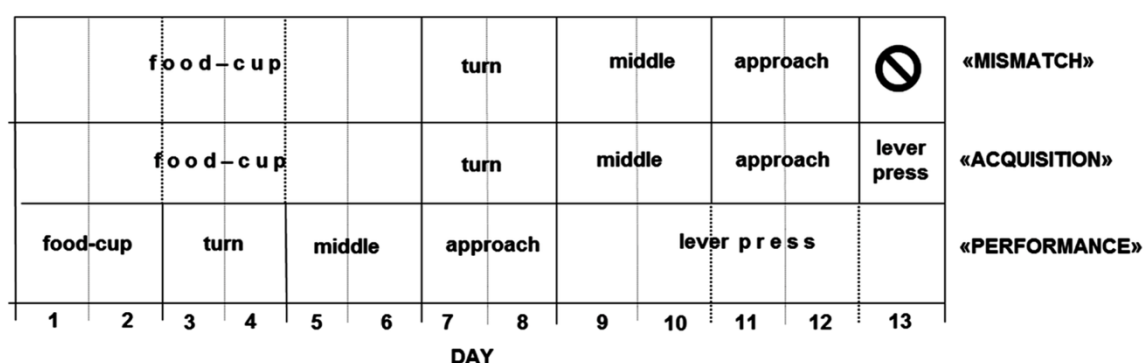 food-cup turn middle approach «MISMATCH»
food-cup turn middle approach lever press «ACQUISITION»
food-cup turn middle approach lever press «PERFORMANCE»
1 2 3 4 5 6 7 8 9 10 11 12 13
DAY